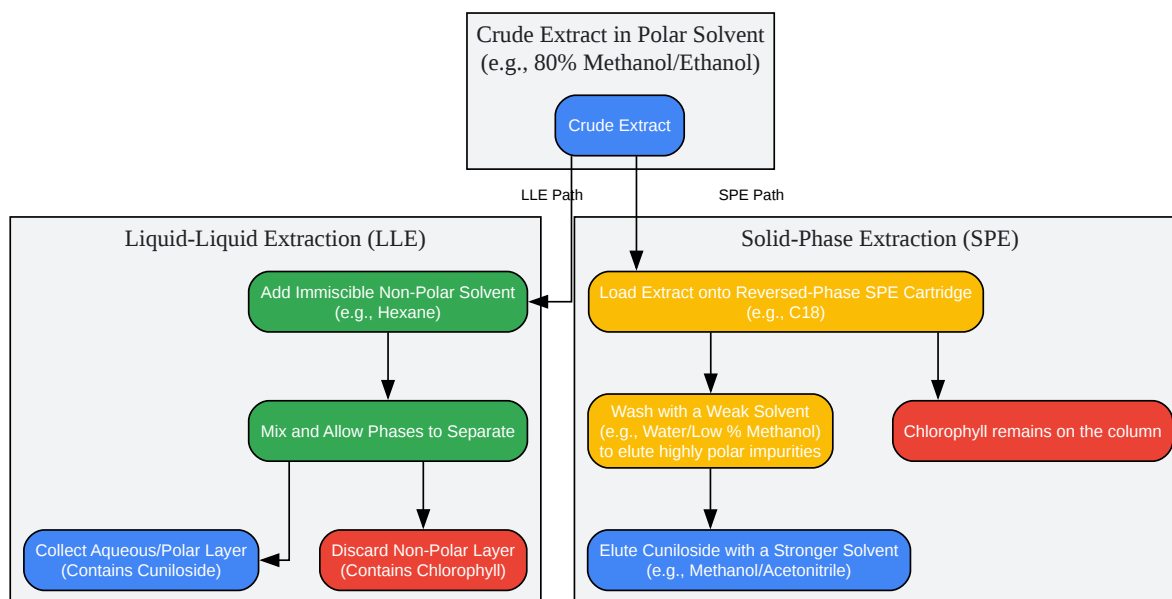 Crude Extract in Polar Solvent
(e.g., 80% Methanol/Ethanol)
Crude Extract
LLE Path
SPE Path
Liquid-Liquid Extraction (LLE)
Add Immiscible Non-Polar Solvent
(e.g., Hexane)
Mix and Allow Phases to Separate
Collect Aqueous/Polar Layer
(Contains Cuniloside)
Discard Non-Polar Layer
(Contains Chlorophyll)
Solid-Phase Extraction (SPE)
Load Extract onto Reversed-Phase SPE Cartridge
(e.g., C18)
Wash with a Weak Solvent
(e.g., Water/Low % Methanol)
to elute highly polar impurities
Chlorophyll remains on the column
Elute Cuniloside with a Stronger Solvent
(e.g., Methanol/Acetonitrile)